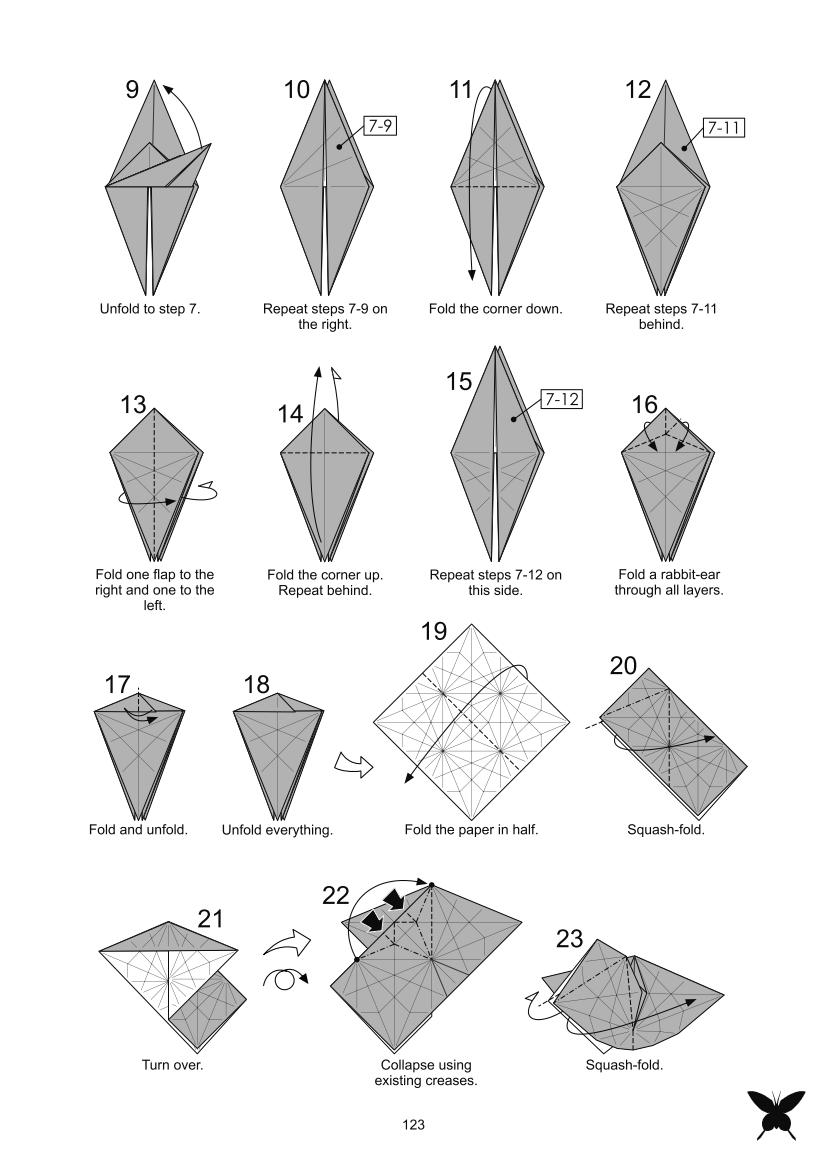 9
10
7-9
11
12
7-11
Unfold to step 7.
Repeat steps 7-9 on
the right.
Fold the corner down.
Repeat steps 7-11
behind.
13
14
15
7-12
16
Fold one flap to the
right and one to the
left.
Fold the corner up.
Repeat behind.
Repeat steps 7-12 on
this side.
Fold a rabbit-ear
through all layers.
17
18
19
20
Fold and unfold.
Unfold everything.
Fold the paper in half.
Squash-fold.
21
22
23
Turn over.
Collapse using
existing creases.
Squash-fold.
123